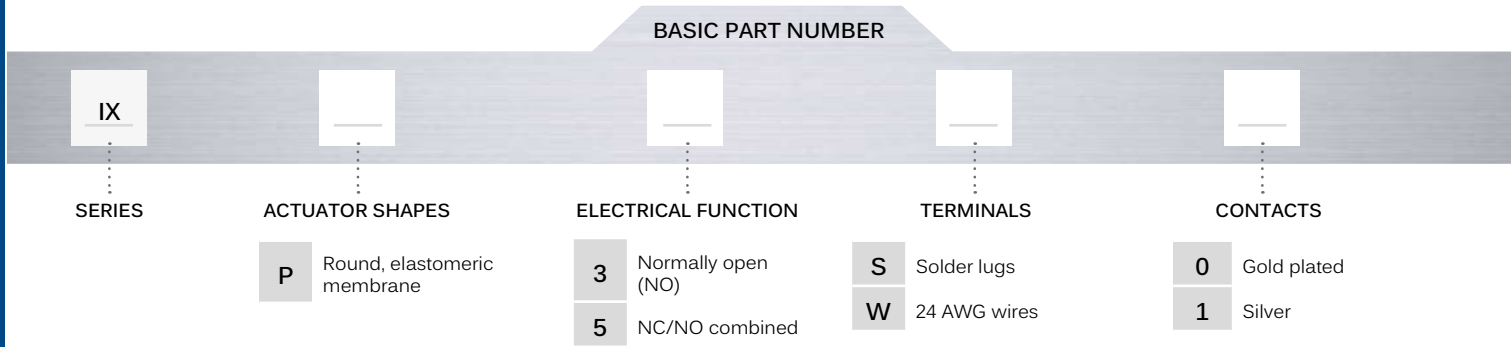 BASIC PART NUMBER
IX
SERIES
ACTUATOR SHAPES
ELECTRICAL FUNCTION
TERMINALS
CONTACTS
P
Round, elastomeric
membrane
3
Normally open
(NO)
5
NC/NO combined
S
Solder lugs
W
24 AWG wires
0
Gold plated
1
Silver